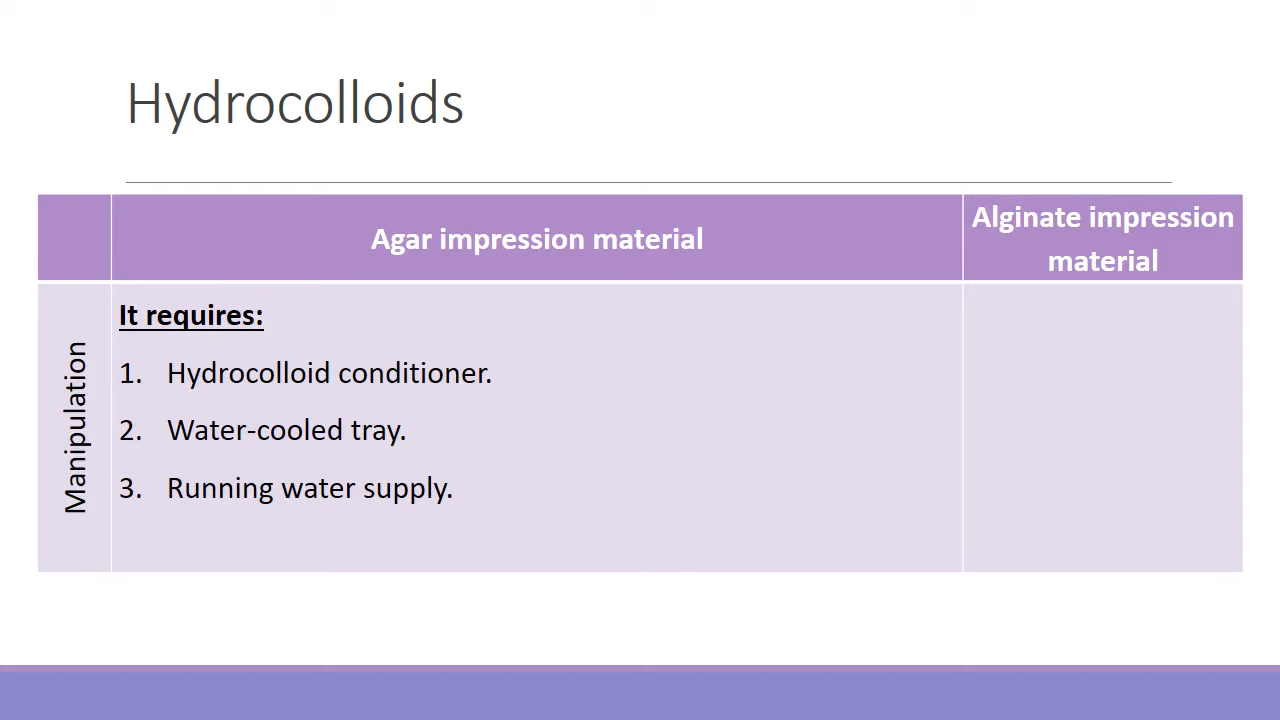 Hydrocolloids
Agar impression material
Alginate impression
material
Manipulation
It requires:
1. Hydrocolloid conditioner.
2. Water-cooled tray.
3. Running water supply.